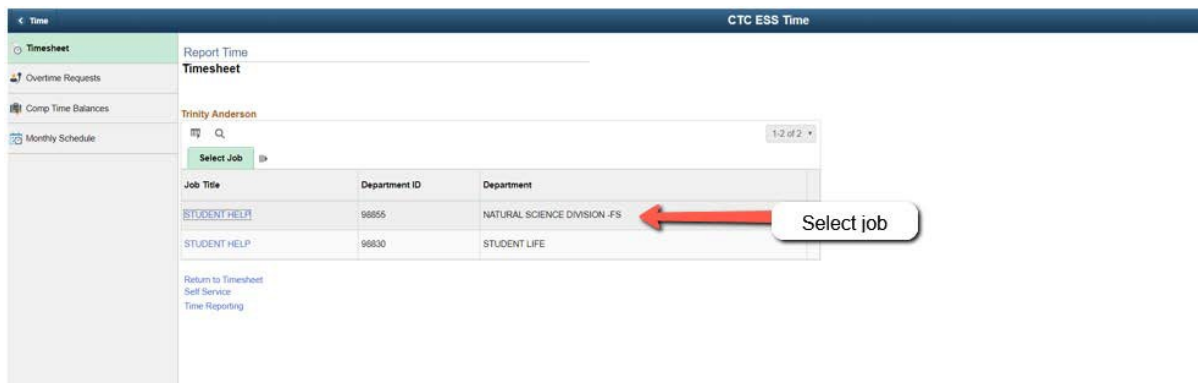 < Time
CTC ESS Time
Timesheet
Overtime Requests
Comp Time Balances
Monthly Schedule
Report Time
Timesheet
Trinity Anderson
1-2 of 2
Select Job
Job Title Department ID Department
STUDENT HELP 98855 NATURAL SCIENCE DIVISION -FS
Select job
STUDENT HELP 98830 STUDENT LIFE
Return to Timesheet
Self Service
Time Reporting